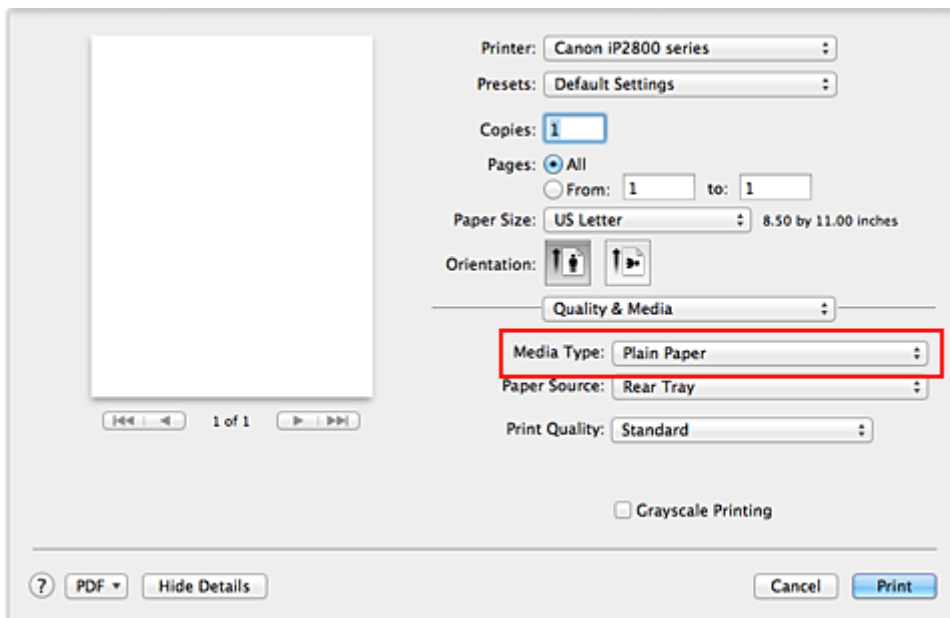 Printer: Canon iP2800 series
Presets: Default Settings
Copies: 1
Pages: All
From: 1 to: 1
Paper Size: US Letter 8.50 by 11.00 inches
Orientation:
Quality & Media
Media Type: Plain Paper
Paper Source: Rear Tray
1 of 1
Print Quality: Standard
Grayscale Printing
? PDF Hide Details Cancel Print